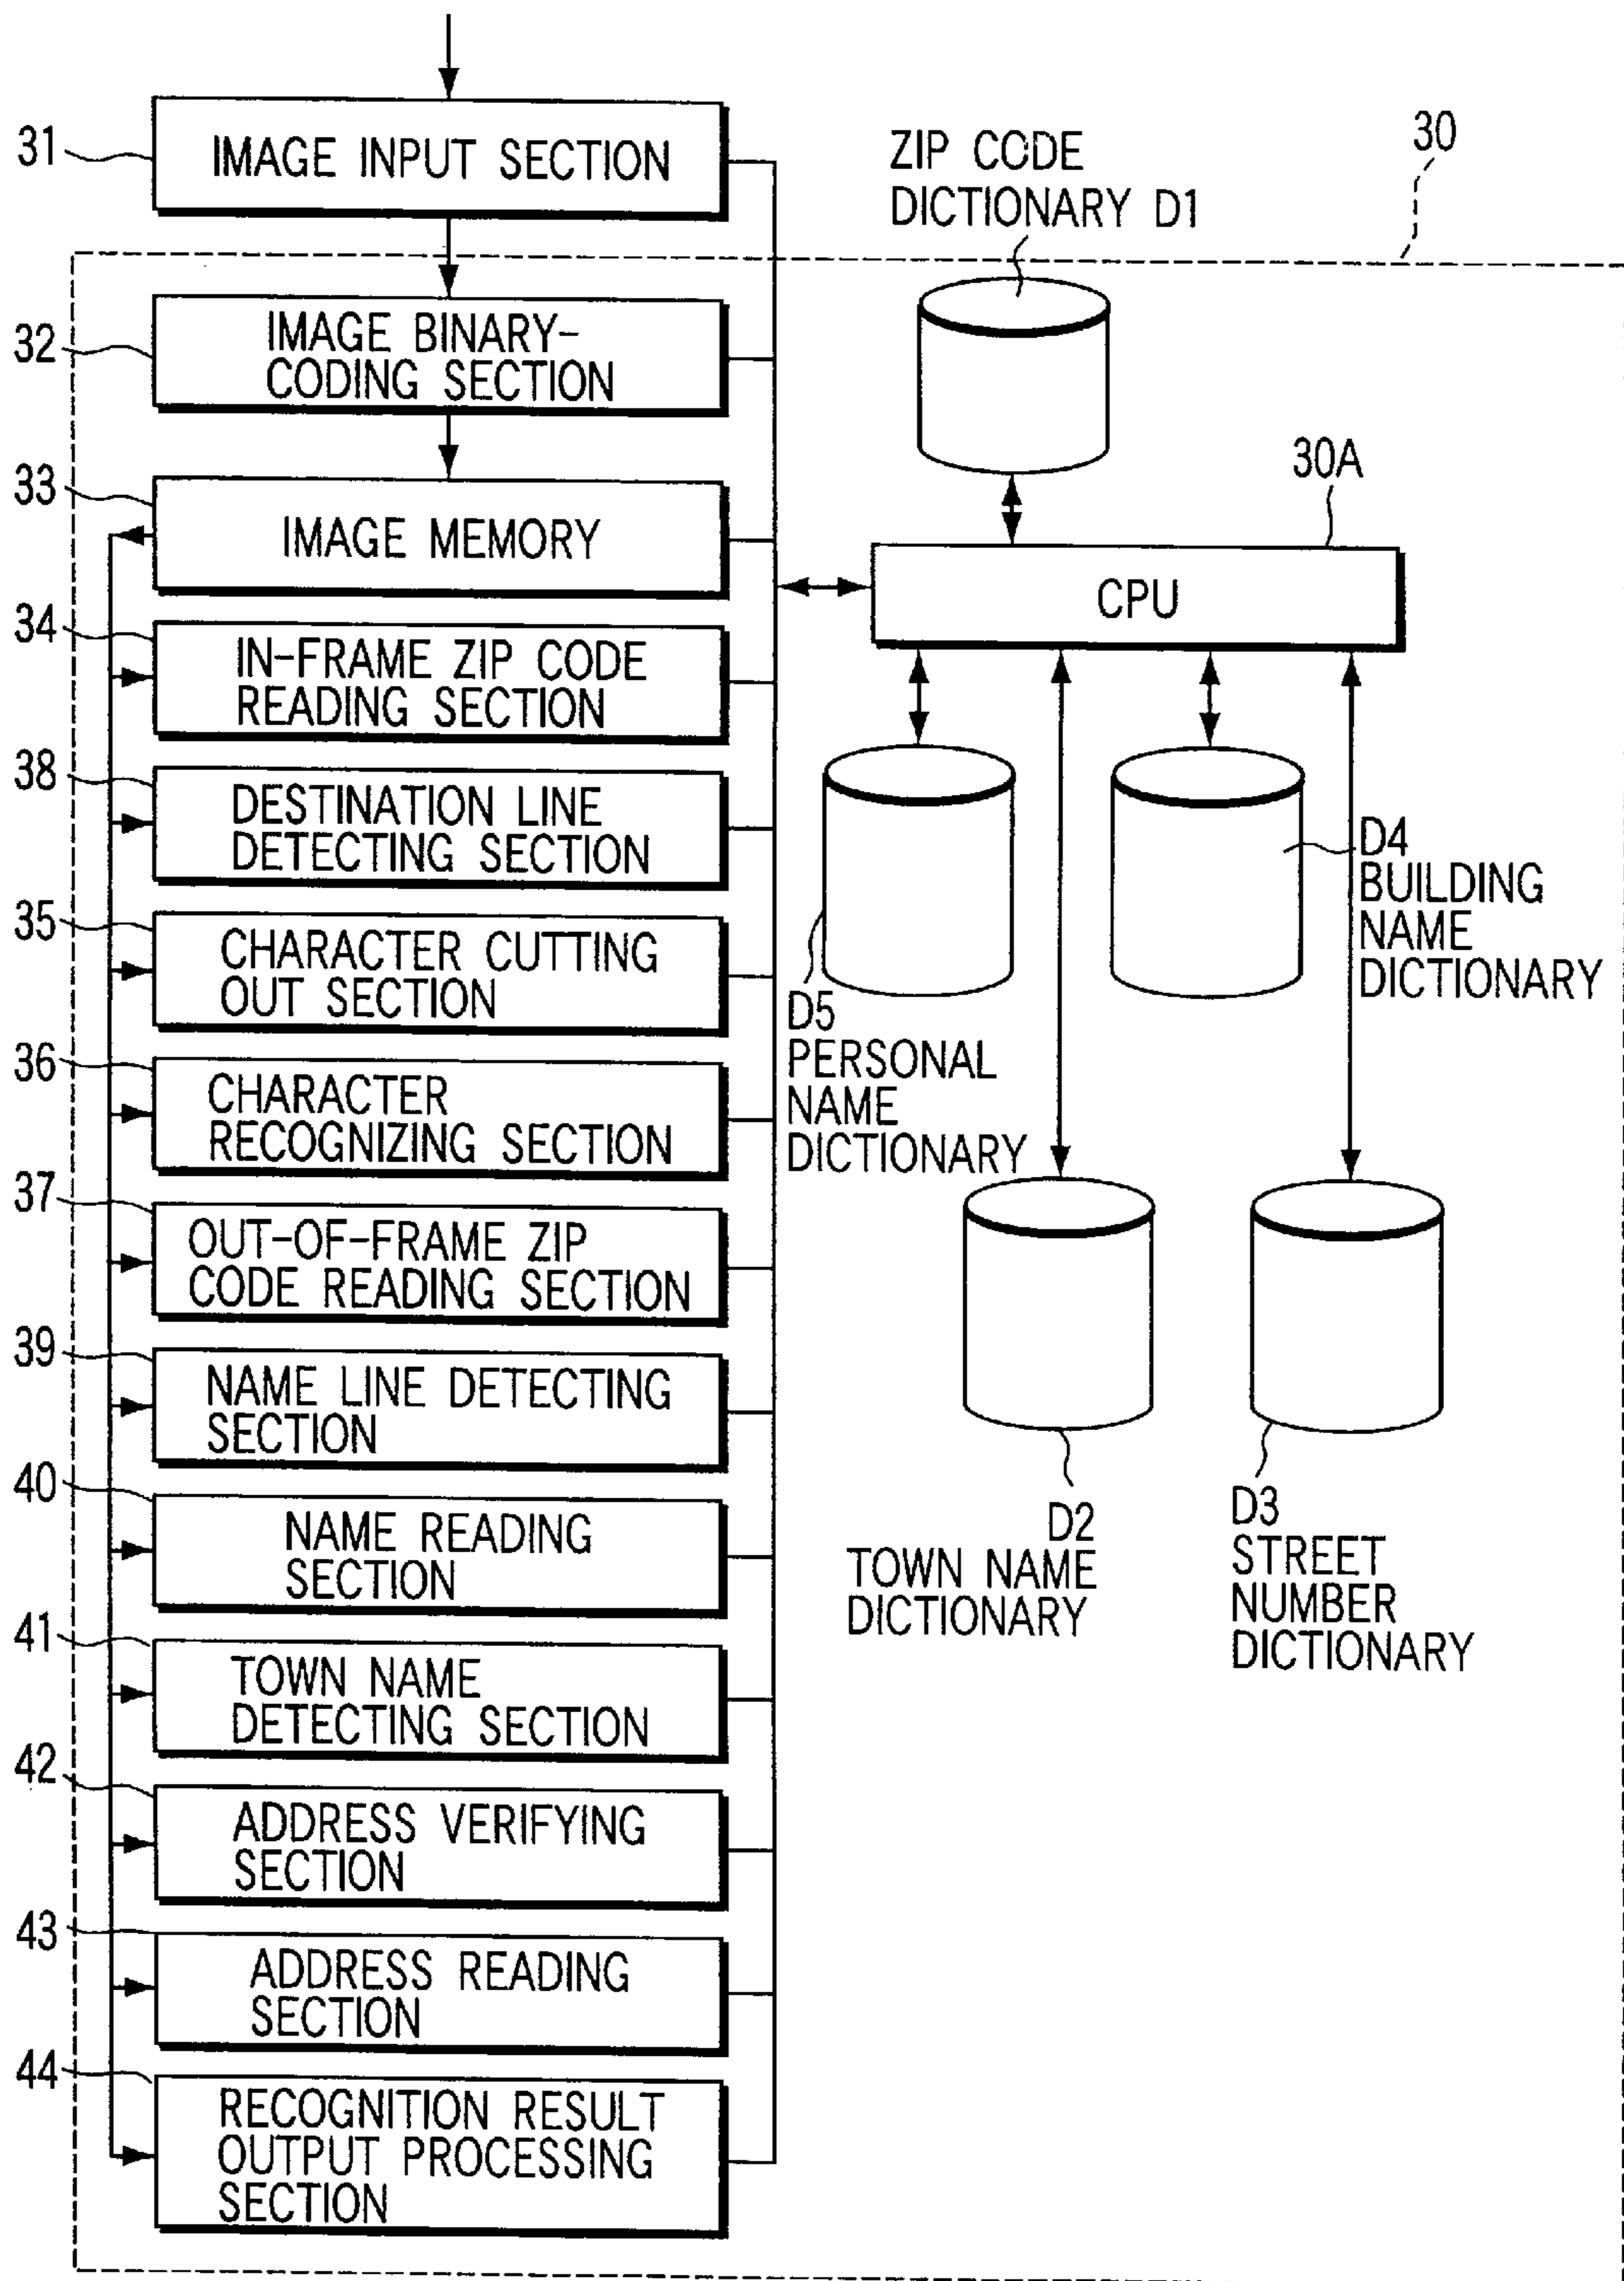 31
IMAGE INPUT SECTION
32
IMAGE BINARY-
CODING SECTION
33
IMAGE MEMORY
34
IN-FRAME ZIP CODE
READING SECTION
38
DESTINATION LINE
DETECTING SECTION
35
CHARACTER CUTTING
OUT SECTION
36
CHARACTER
RECOGNIZING SECTION
37
OUT-OF-FRAME ZIP
CODE READING SECTION
39
NAME LINE DETECTING
SECTION
40
NAME READING
SECTION
41
TOWN NAME
DETECTING SECTION
42
ADDRESS VERIFYING
SECTION
43
ADDRESS READING
SECTION
44
RECOGNITION RESULT
OUTPUT PROCESSING
SECTION
ZIP CODE
DICTIONARY D1
30
30A
CPU
D4
BUILDING
NAME
DICTIONARY
D5
PERSONAL
NAME
DICTIONARY
D2
TOWN NAME
DICTIONARY
D3
STREET
NUMBER
DICTIONARY